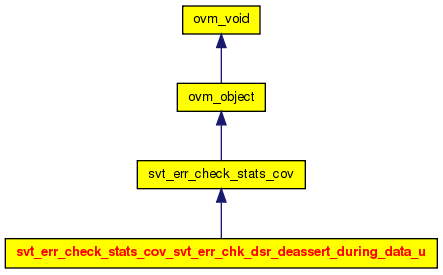 ovm_void
ovm_object
svt_err_check_stats_cov
svt_err_check_stats_cov_svt_err_chk_dsr_deassert_during_data_u